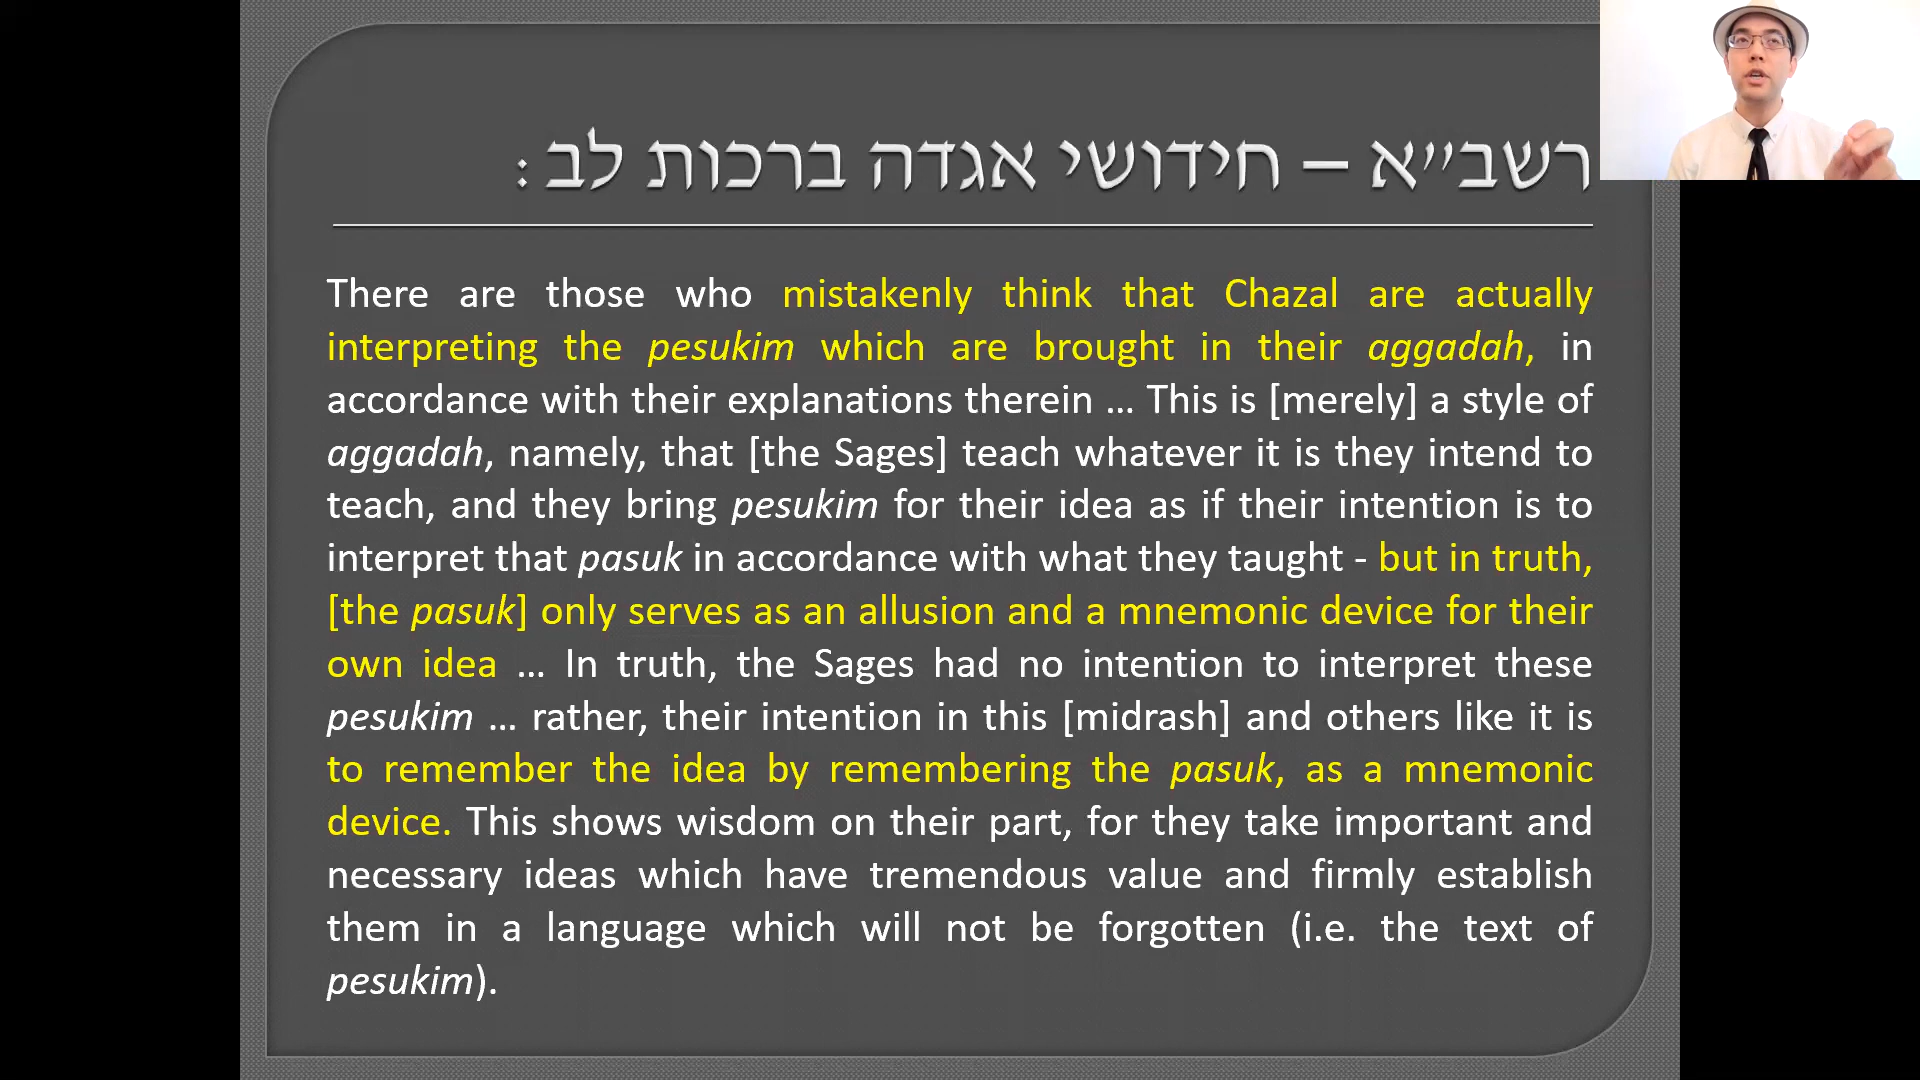 רשב״א – חידושי אגדה ברכות לב:
There are those who mistakenly think that Chazal are actually
interpreting the pesukim which are brought in their aggadah, in
accordance with their explanations therein … This is [merely] a style of
aggadah, namely, that [the Sages] teach whatever it is they intend to
teach, and they bring pesukim for their idea as if their intention is to
interpret that pasuk in accordance with what they taught - but in truth,
[the pasuk] only serves as an allusion and a mnemonic device for their
own idea … In truth, the Sages had no intention to interpret these
pesukim … rather, their intention in this [midrash] and others like it is
to remember the idea by remembering the pasuk, as a mnemonic
device. This shows wisdom on their part, for they take important and
necessary ideas which have tremendous value and firmly establish
them in a language which will not be forgotten (i.e. the text of
pesukim).